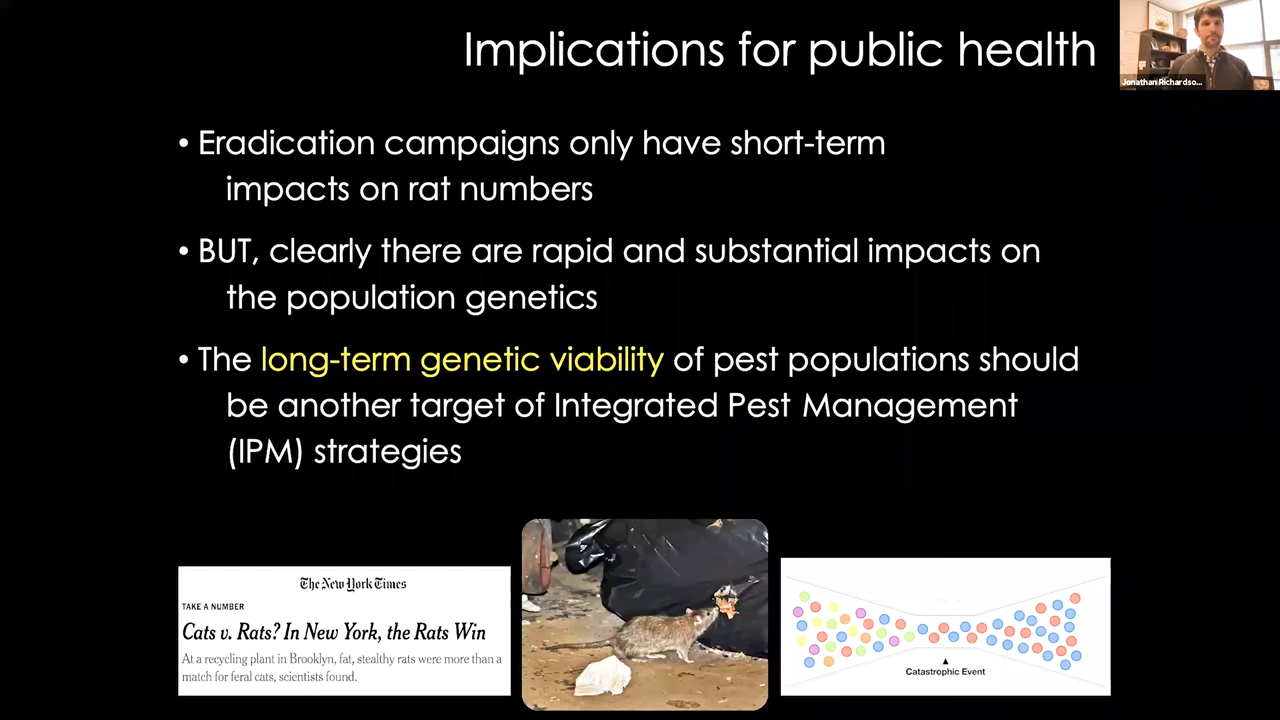 Implications for public health
Jonathan Richardso...
• Eradication campaigns only have short-term
impacts on rat numbers
• BUT, clearly there are rapid and substantial impacts on
the population genetics
• The long-term genetic viability of pest populations should
be another target of Integrated Pest Management
(IPM) strategies
The New York Times
TAKE A NUMBER
Cats v. Rats? In New York, the Rats Win
At a recycling plant in Brooklyn, fat, stealthy rats were more than a
match for feral cats, scientists found.
Catastrophic Event